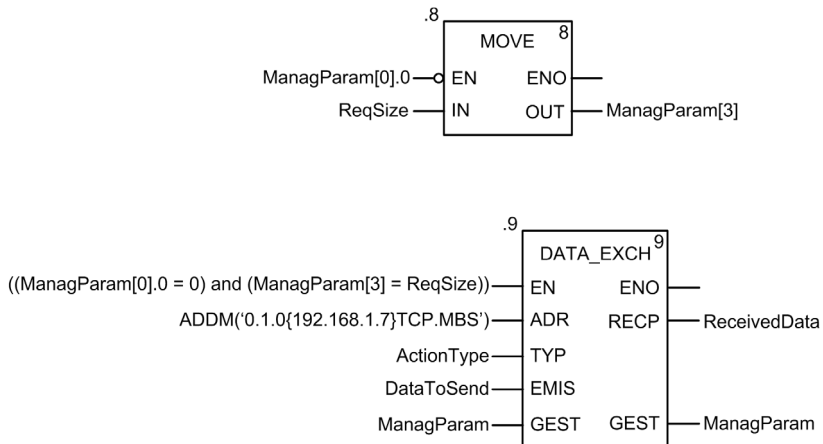 .8
MOVE 8
ManagParam[0].0 EN ENO
ReqSize IN OUT ManagParam[3]
.9
DATA_EXCH 9
((ManagParam[0].0 = 0) and (ManagParam[3] = ReqSize)) EN ENO
ADDM(‘0.1.0{192.168.1.7}TCP.MBS’) ADR RECP ReceivedData
ActionType TYP
DataToSend EMIS
ManagParam GEST GEST ManagParam